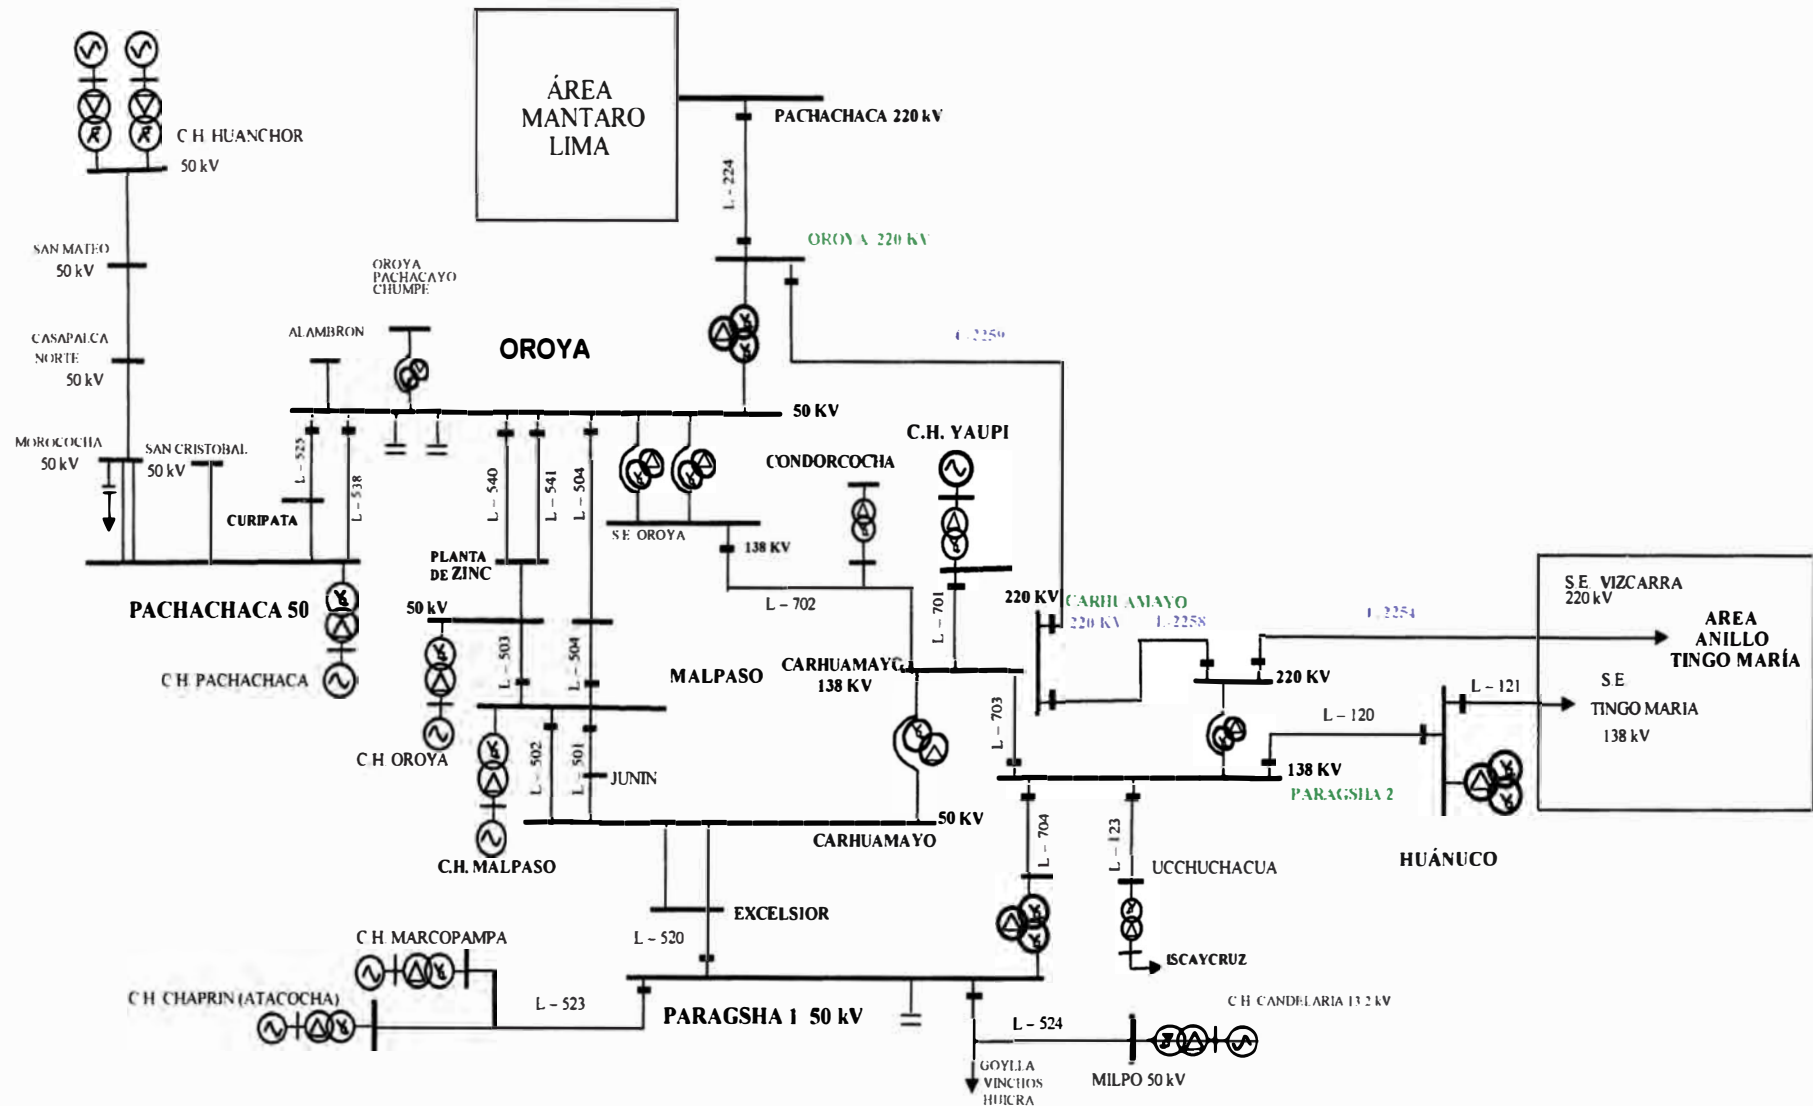 ÁREA
MANTARO
LIMA
PACHACHACA 220 kV
C H HUANCHOR
50 kV
L – 224
OROYA 220 KV
SAN MATEO
50 kV
OROYA
PACHACAYO
CHUMPE
ALAMBRON
CASAPALCA
NORTE
50 kV
OROYA
L-2259
50 KV
MOROCOCHA
50 kV
SAN CRISTOBAL
50 kV
L – 525
L – 538
CURIPATA
L – 540
L – 541
L – 504
C.H. YAUPI
CONDORCOCHA
S E OROYA
138 KV
PLANTA
DE ZINC
L – 702
L – 701
PACHACHACA 50
50 kV
220 KV
CARHUAMAYO
220 KV
L-2258
L-2254
S E VIZCARRA
220 kV
AREA
ANILLO
TINGO MARÍA
C H PACHACHACA
L – 503
L – 504
MALPASO
CARHUAMAYO
138 KV
220 KV
L – 121
S E
TINGO MARIA
138 kV
L – 703
L – 120
C H OROYA
L – 502
L – 501
JUNIN
138 KV
PARAGSHA 2
50 KV
CARHUAMAYO
C.H. MALPASO
L – 704
L – 123
UCCHUCHACUA
HUÁNUCO
EXCELSIOR
L – 520
C H MARCOPAMPA
ISCAYCRUZ
C H CHAPRIN (ATACOCHA)
L – 523
PARAGSHA 1 50 kV
C H CANDELARIA 13 2 kV
L – 524
GOYLLA
VINCHOS
HUICRA
MILPO 50 kV